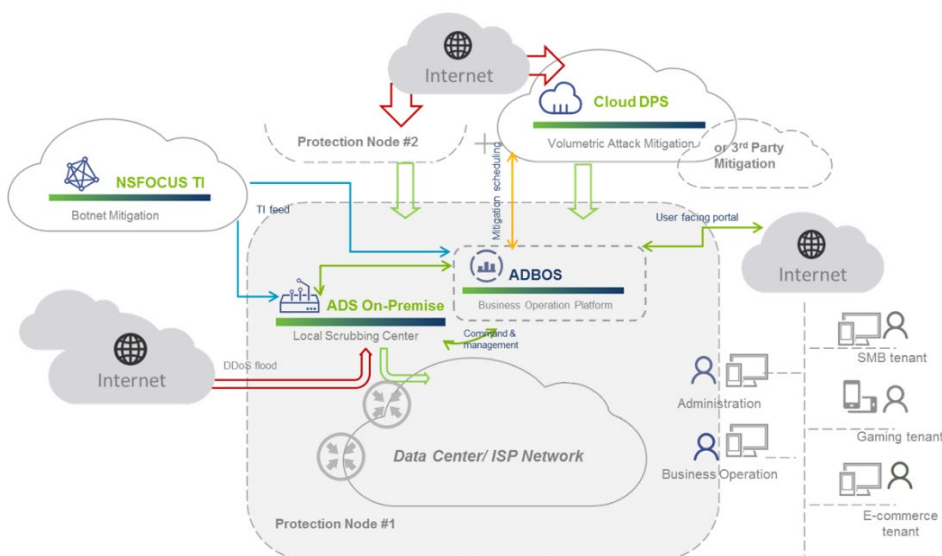 Internet
Cloud DPS
Volumetric Attack Mitigation
Protection Node #2
or 3rd Party
Mitigation
NSFOCUS TI
Botnet Mitigation
TI feed
Mitigation scheduling
User facing portal
Internet
ADBOS
Business Operation Platform
ADS On-Premise
Local Scrubbing Center
Command &
management
Internet
DDoS flood
SMB tenant
Administration
Gaming tenant
Data Center/ ISP Network
Business Operation
E-commerce
tenant
Protection Node #1